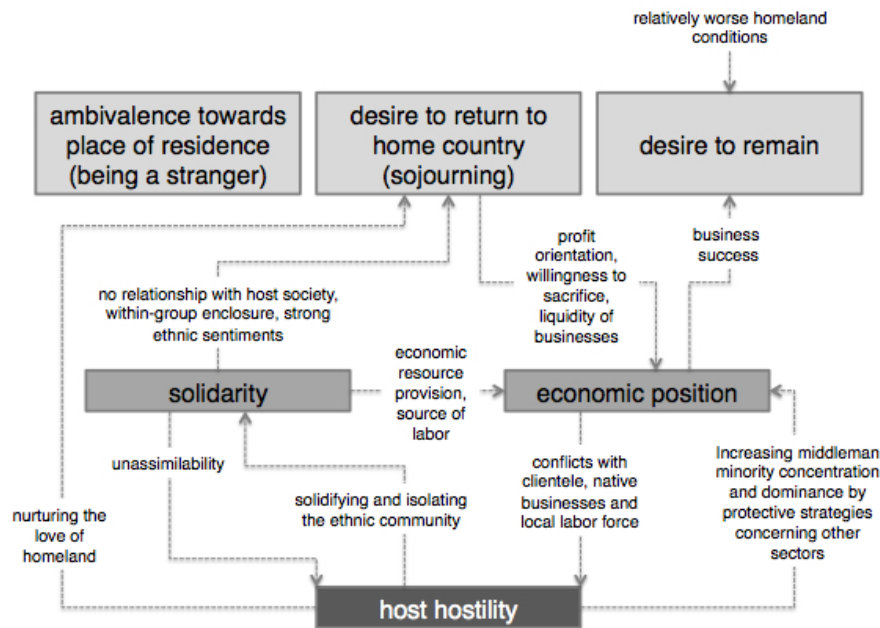 relatively worse homeland
conditions
ambivalence towards
place of residence
(being a stranger)
desire to return to
home country
(sojourning)
desire to remain
profit
orientation,
willingness to
sacrifice,
liquidity of
businesses
business
success
no relationship with host society,
within-group enclosure, strong
ethnic sentiments
economic
resource
provision,
source of
labor
solidarity
economic position
unassimilability
solidifying and isolating
the ethnic community
conflicts with
clientele, native
businesses and
local labor force
Increasing middleman
minority concentration
and dominance by
protective strategies
concerning other
sectors
nurturing the
love of
homeland
host hostility